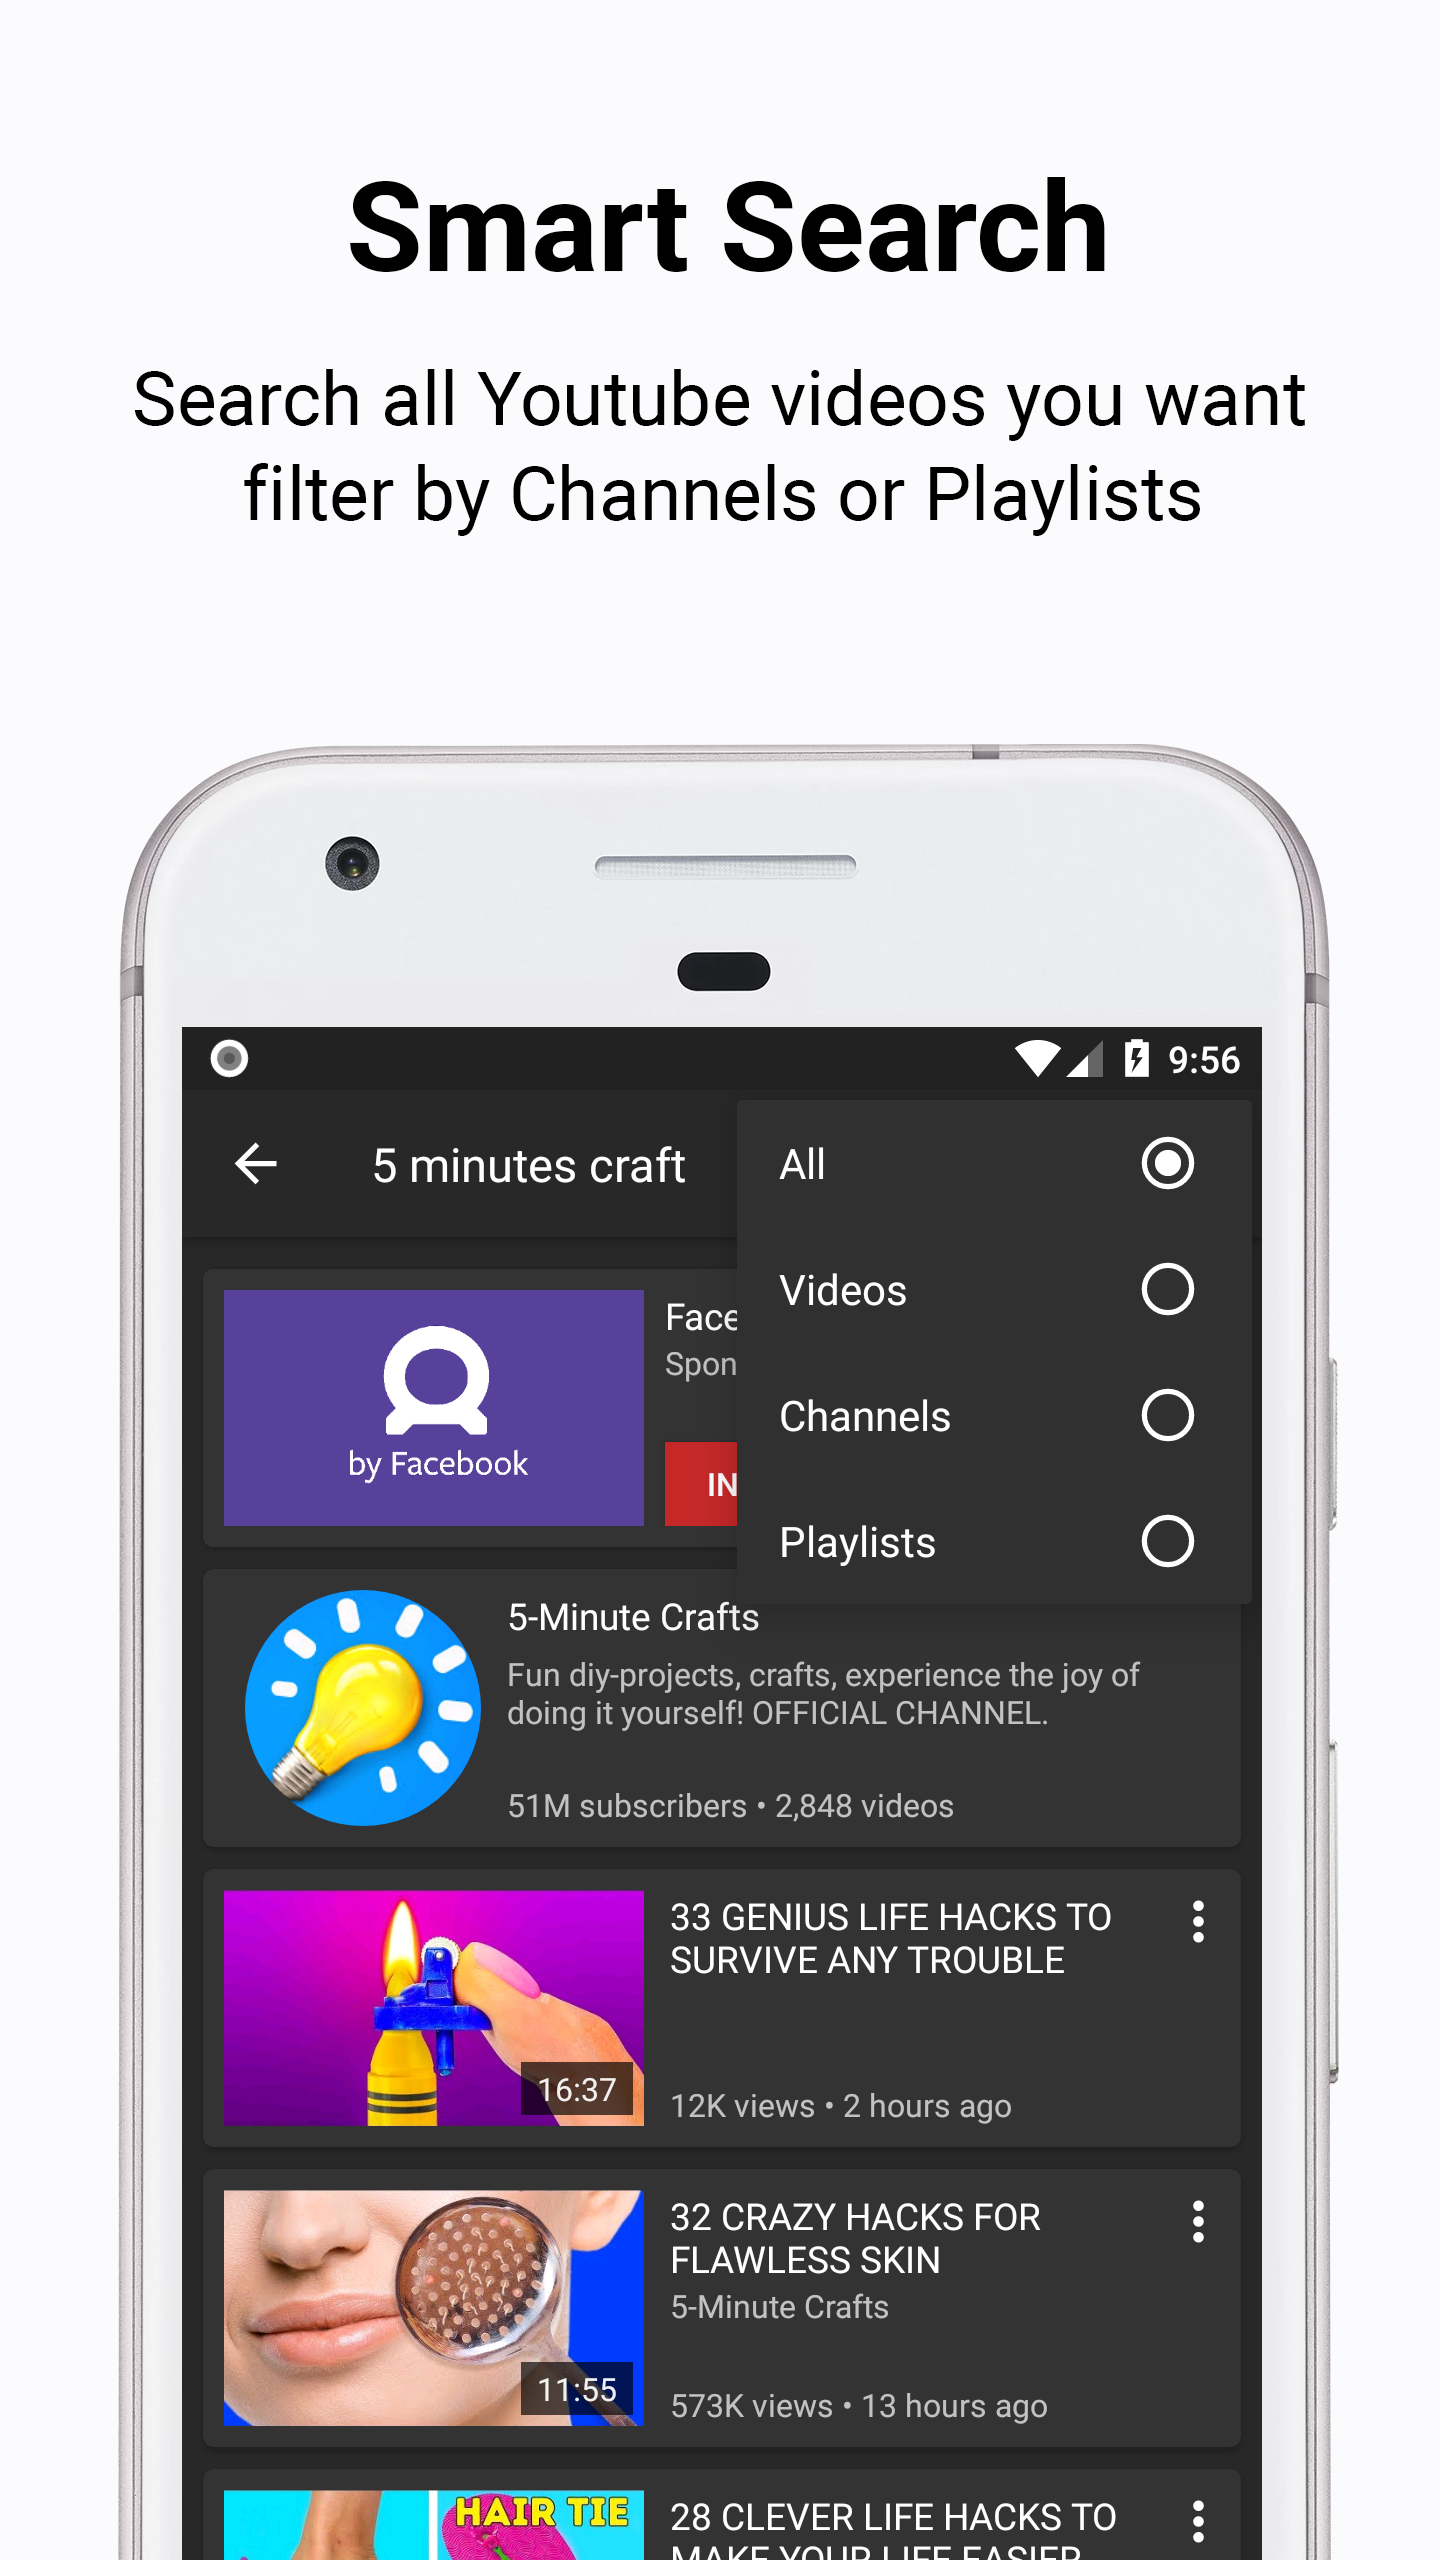 Smart Search
Search all Youtube videos you want
filter by Channels or Playlists
9:56
5 minutes craft
All
Videos
Channels
Playlists
by Facebook
5-Minute Crafts
Fun diy-projects, crafts, experience the joy of
doing it yourself! OFFICIAL CHANNEL.
51M subscribers • 2,848 videos
33 GENIUS LIFE HACKS TO
SURVIVE ANY TROUBLE
16:37
12K views • 2 hours ago
32 CRAZY HACKS FOR
FLAWLESS SKIN
5-Minute Crafts
11:55
573K views • 13 hours ago
HAIR TIE
28 CLEVER LIFE HACKS TO
MAKE YOUR LIFE EASIER